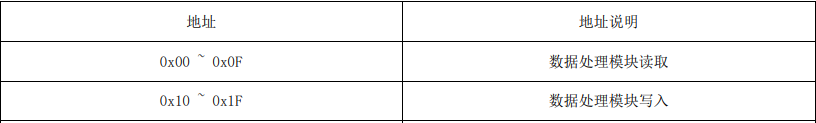 地址 地址说明
0x00 ~ 0x0F 数据处理模块读取
0x10 ~ 0x1F 数据处理模块写入